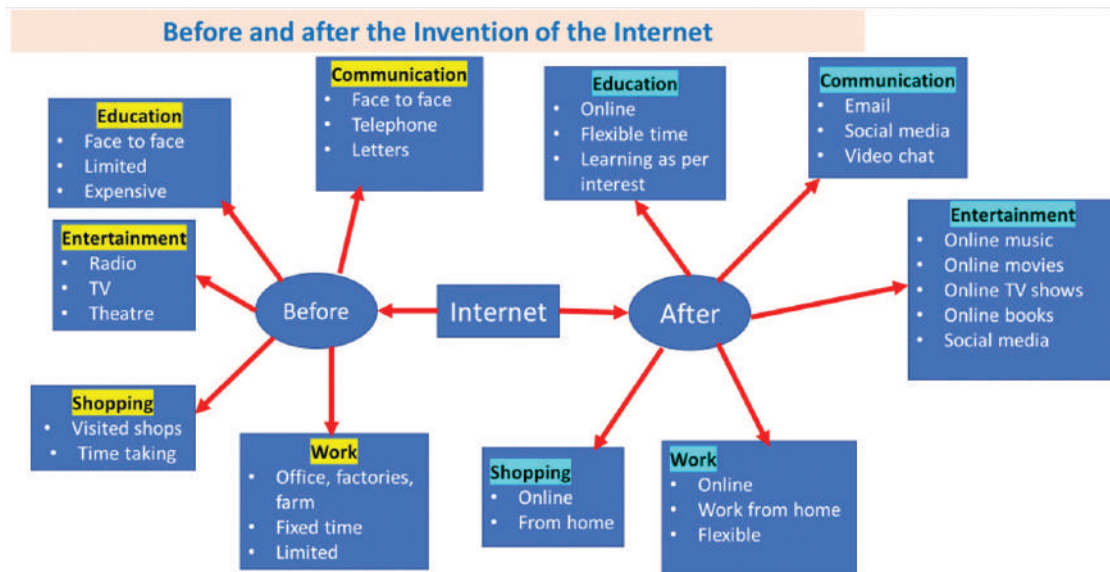 Before and after the Invention of the Internet
Communication
• Face to face
• Telephone
• Letters
Education
• Face to face
• Limited
• Expensive
Entertainment
• Radio
• TV
• Theatre
Before
Shopping
• Visited shops
• Time taking
Work
• Office, factories,
farm
• Fixed time
• Limited
Internet
Education
• Online
• Flexible time
• Learning as per
interest
Communication
• Email
• Social media
• Video chat
Entertainment
• Online music
• Online movies
• Online TV shows
• Online books
• Social media
After
Shopping
• Online
• From home
Work
• Online
• Work from home
• Flexible